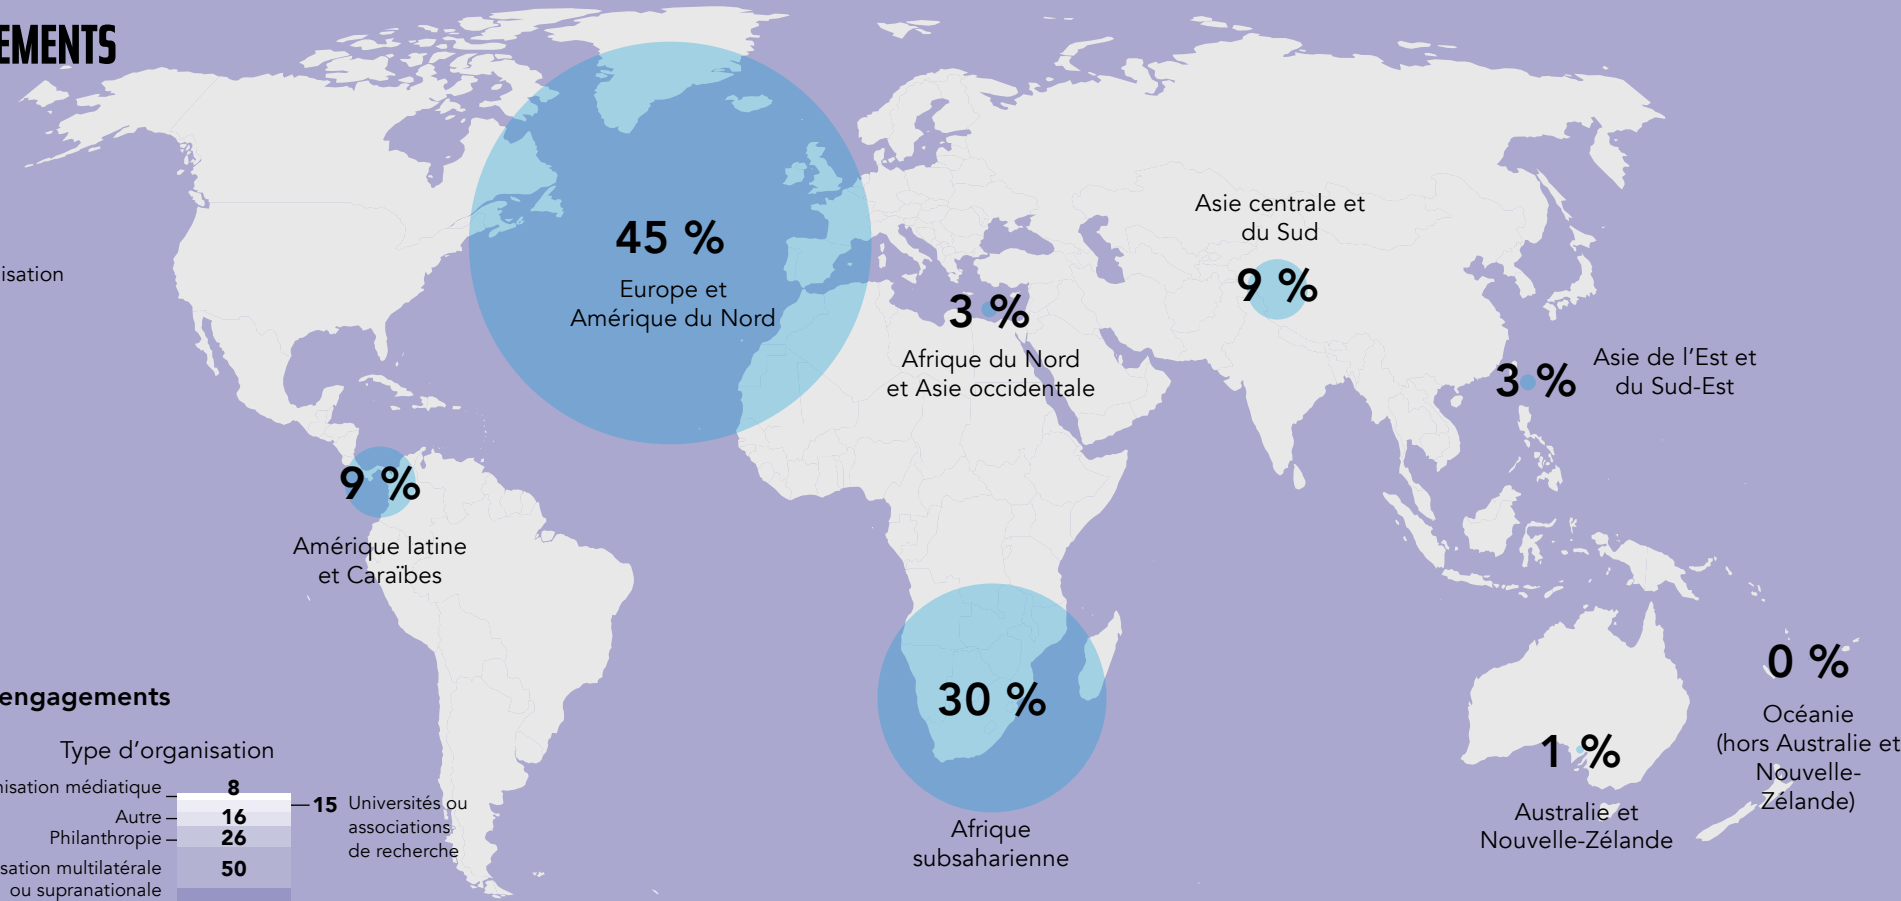 EMENTS
isation
45 %
Europe et
Amérique du Nord
3 %
Afrique du Nord
et Asie occidentale
Asie centrale et
du Sud
9 %
3 %
Asie de l’Est et
du Sud-Est
9 %
Amérique latine
et Caraïbes
30 %
Afrique
subsaharienne
1 %
Australie et
Nouvelle-Zélande
0 %
Océanie
(hors Australie et
Nouvelle-
Zélande)
engagements
Type d’organisation
nisation médiatique 8
15 Universités ou
associations
de recherche
Autre 16
Philanthropie 26
sation multilatérale 50
ou supranationale